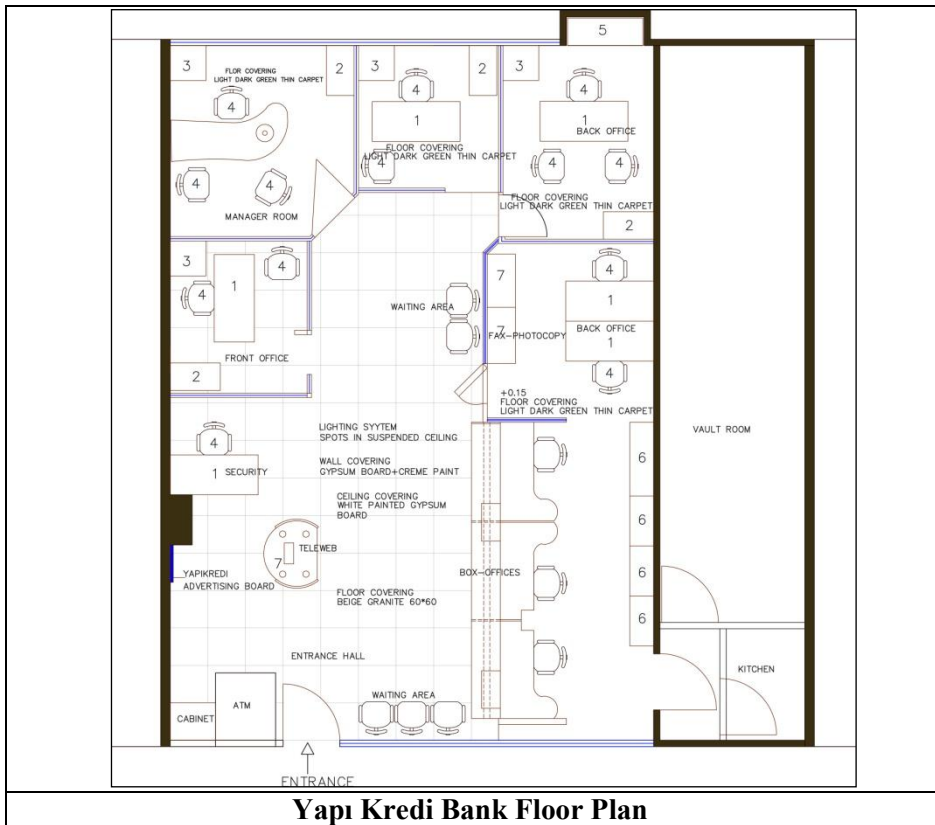 5
3
FLOR COVERING
LIGHT DARK GREEN THIN CARPET
2
3
2
3
4
4
4
1
1
BACK OFFICE
FLOOR COVERING
LIGHT DARK GREEN THIN CARPET
4
4
4
4
4
FLOOR COVERING
LIGHT DARK GREEN THIN CARPET
MANAGER ROOM
2
3
4
4
1
7
4
1
WAITING AREA
7
FAX-PHOTOCOPY
BACK OFFICE
1
FRONT OFFICE
2
4
+0.15
FLOOR COVERING
LIGHT DARK GREEN THIN CARPET
LIGHTING SYYTEM
SPOTS IN SUSPENDED CEILING
VAULT ROOM
4
1
SECURITY
WALL COVERING
GYPSUM BOARD+CREME PAINT
6
CEILING COVERING
WHITE PAINTED GYPSUM
BOARD
6
TELEWEB
7
YAPIKREDI
ADVERTISING BOARD
BOX-OFFICES
6
FLOOR COVERING
BEIGE GRANITE 60*60
6
ENTRANCE HALL
KITCHEN
WAITING AREA
ATM
CABINET
ENTRANCE
Yapı Kredi Bank Floor Plan